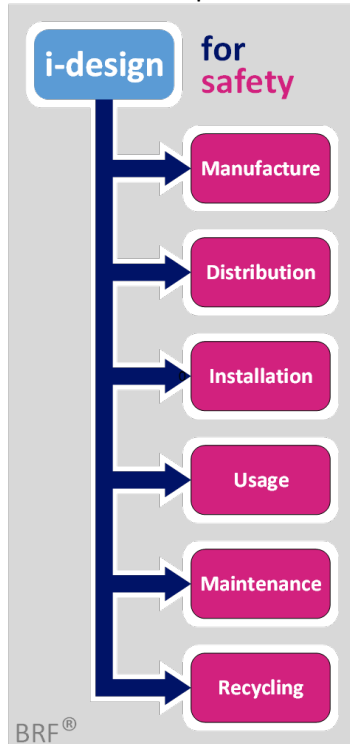 i-design
for
safety
Manufacture
Distribution
Installation
Usage
Maintenance
Recycling
BRF®